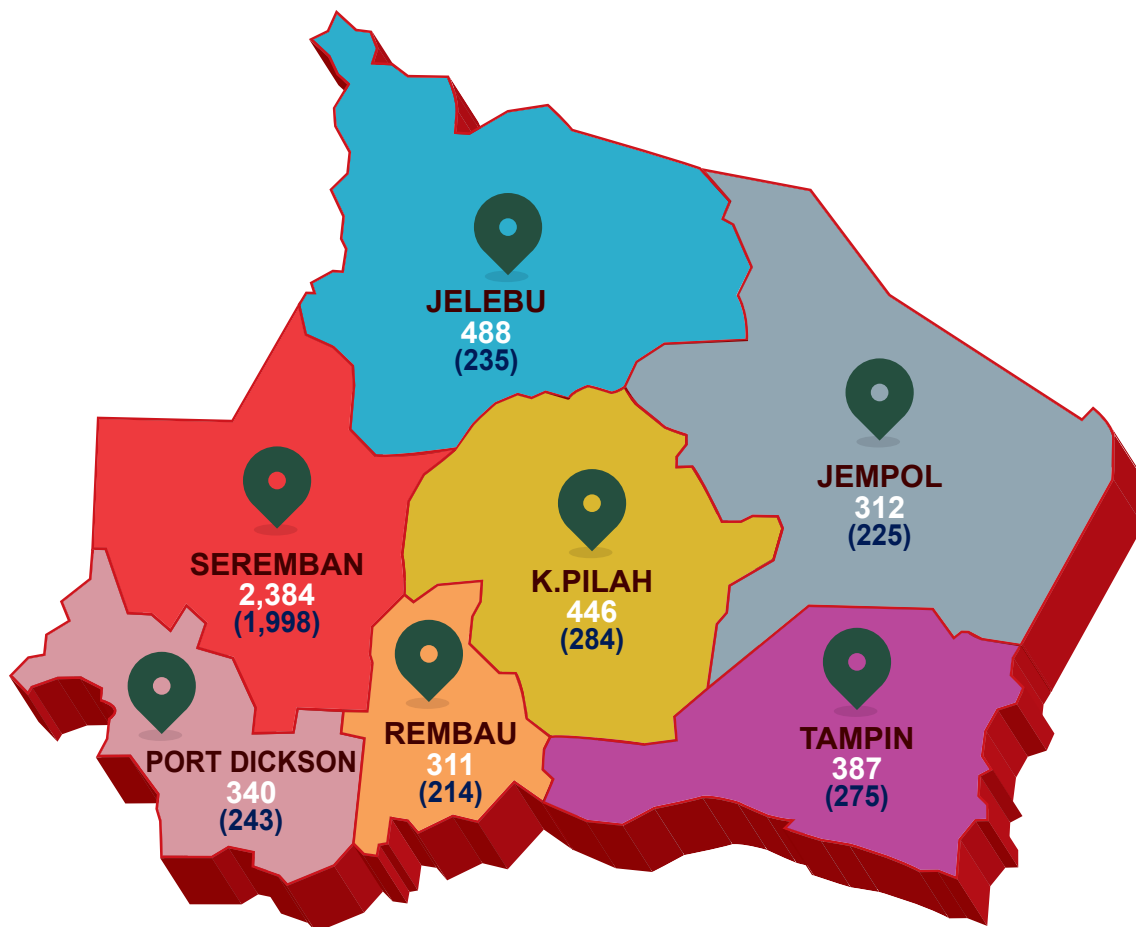 JELEBU
488
(235)
JEMPOL
312
(225)
SEREMBAN
2,384
(1,998)
K.PILAH
446
(284)
REMBAU
311
(214)
TAMPIN
387
(275)
PORT DICKSON
340
(243)